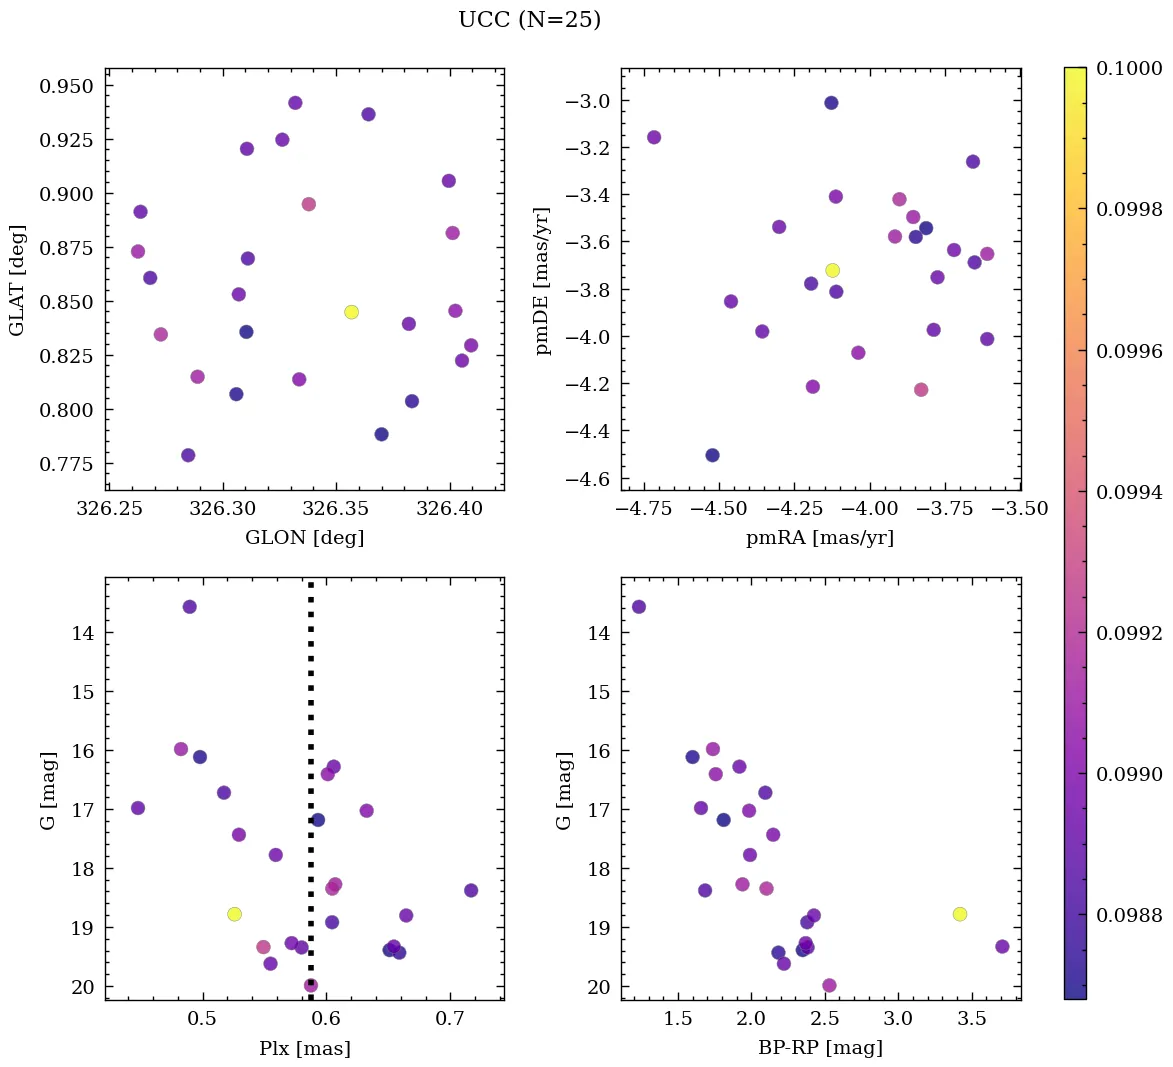 UCC (N=25)
0.950
0.925
0.900
0.875
0.850
0.825
0.800
0.775
GLAT [deg]
326.25 326.30 326.35 326.40
GLON [deg]
−3.0
−3.2
−3.4
−3.6
−3.8
−4.0
−4.2
−4.4
−4.6
pmDE [mas/yr]
−4.75 −4.50 −4.25 −4.00 −3.75 −3.50
pmRA [mas/yr]
14
15
16
17
18
19
20
G [mag]
0.5 0.6 0.7
Plx [mas]
14
15
16
17
18
19
20
G [mag]
1.5 2.0 2.5 3.0 3.5
BP-RP [mag]
0.1000
0.0998
0.0996
0.0994
0.0992
0.0990
0.0988